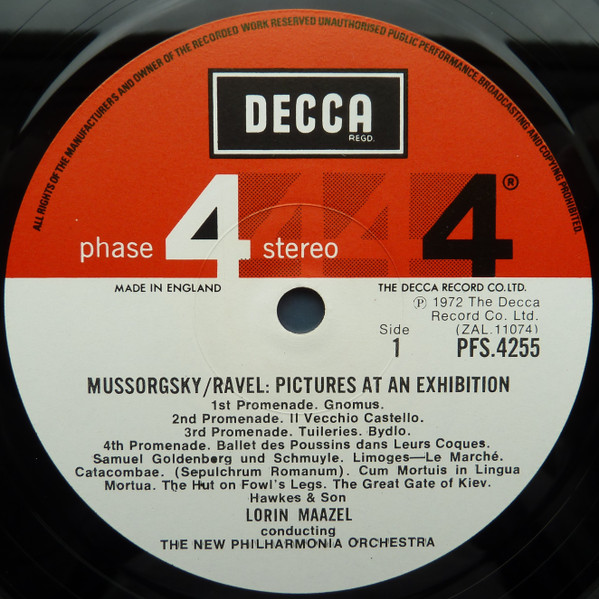 ALL RIGHTS OF THE MANUFACTURERS AND OWNER OF THE RECORDED WORK RESERVED UNAUTHORISED PUBLIC PERFORMANCE, BROADCASTING AND COPYING PROHIBITED.
DECCA
REGD.
phase 4 stereo 4®
MADE IN ENGLAND
THE DECCA RECORD CO. LTD.
Ⓟ 1972 The Decca
Record Co. Ltd.
Side (ZAL.11074)
1 PFS.4255
MUSSORGSKY/RAVEL: PICTURES AT AN EXHIBITION
1st Promenade. Gnomus.
2nd Promenade. Il Vecchio Castello.
3rd Promenade. Tuileries. Bydlo.
4th Promenade. Ballet des Poussins dans Leurs Coques.
Samuel Goldenberg und Schmuyle. Limoges—Le Marché.
Catacombae. (Sepulchrum Romanum). Cum Mortuis in Lingua
Mortua. The Hut on Fowl's Legs. The Great Gate of Kiev.
Hawkes & Son
LORIN MAAZEL
conducting
THE NEW PHILHARMONIA ORCHESTRA